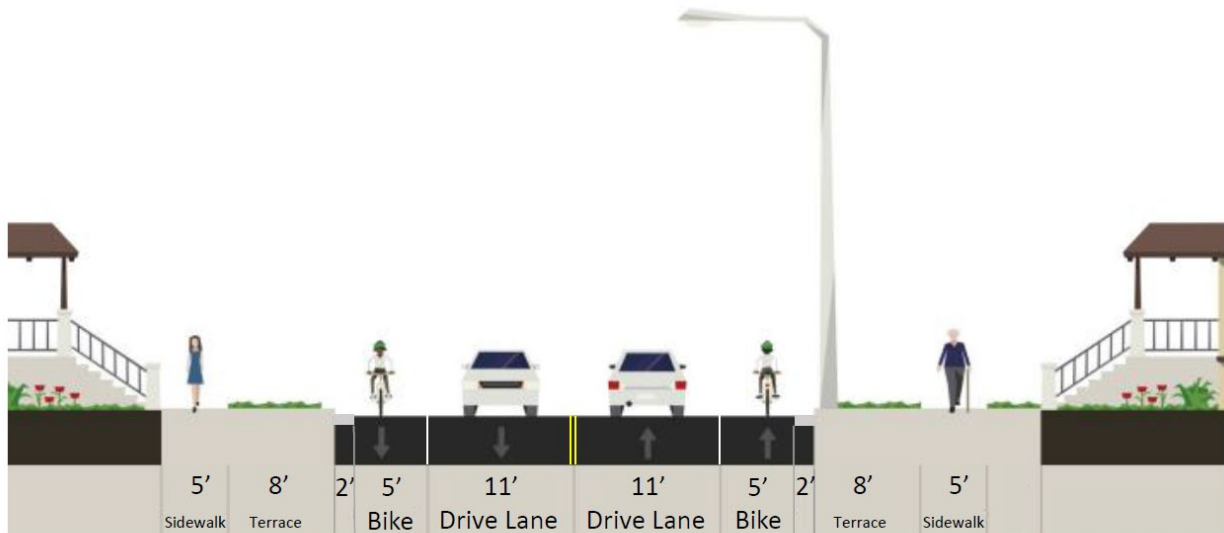 5’ 8’ 2’ 5’ 11’ 11’ 5’ 2’ 8’ 5’
Sidewalk Terrace Bike Drive Lane Drive Lane Bike Terrace Sidewalk